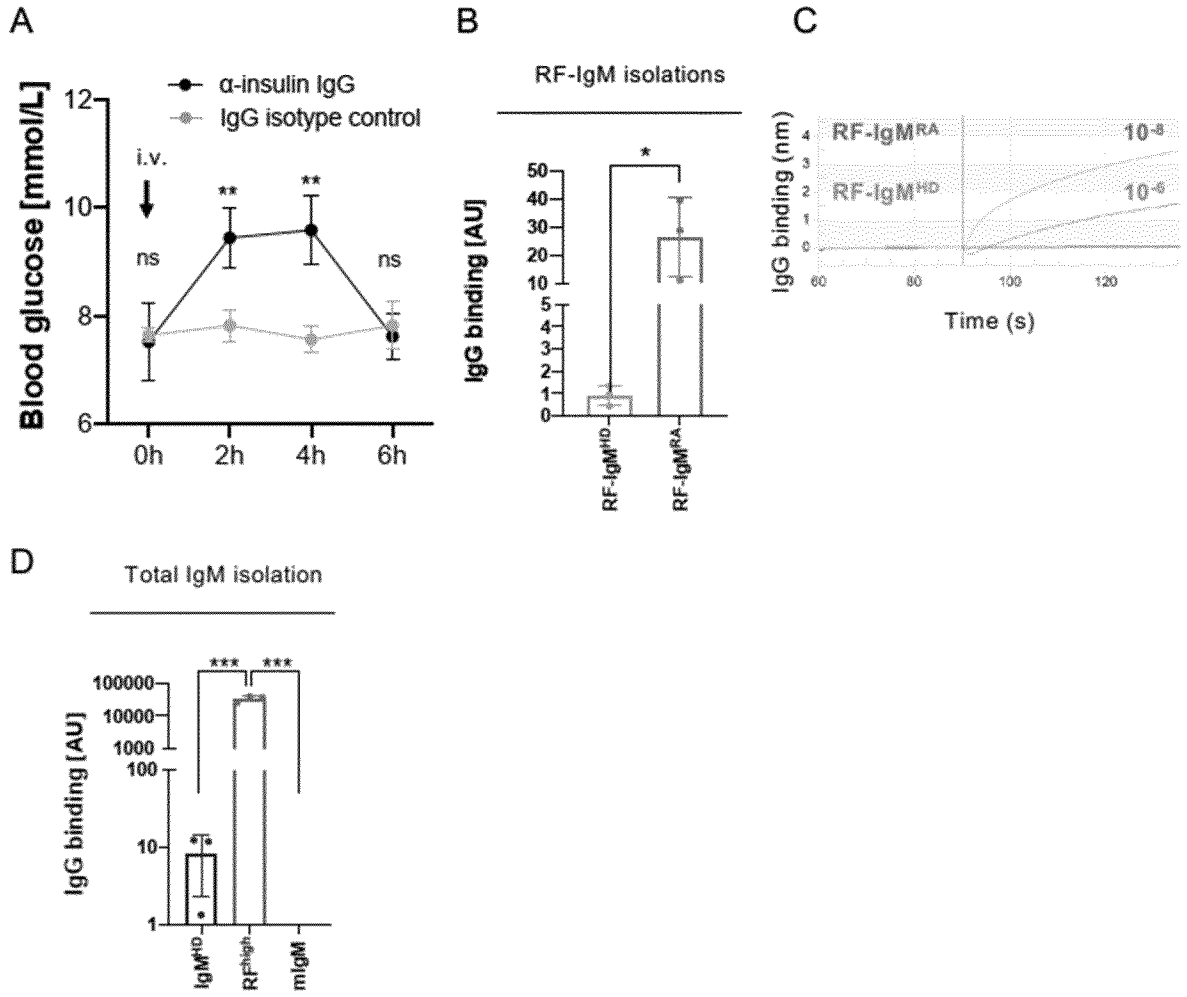 A
α-insulin IgG
IgG isotype control
Blood glucose [mmol/L]
12
10
8
6
i.v.
ns
**
**
ns
0h
2h
4h
6h
B
RF-IgM isolations
*
IgG binding [AU]
50
40
30
20
10
5
4
3
2
1
0
RF-IgMᴴᴰ
RF-IgMᴿᴬ
C
IgG binding (nm)
4
3
2
1
0
RF-IgMᴿᴬ
10⁻⁸
RF-IgMᴴᴰ
10⁻⁶
60
80
100
120
Time (s)
D
Total IgM isolation
***
***
IgG binding [AU]
100000
10000
1000
100
10
1
IgMᴴᴰ
RFʰⁱᵍʰ
mIgM